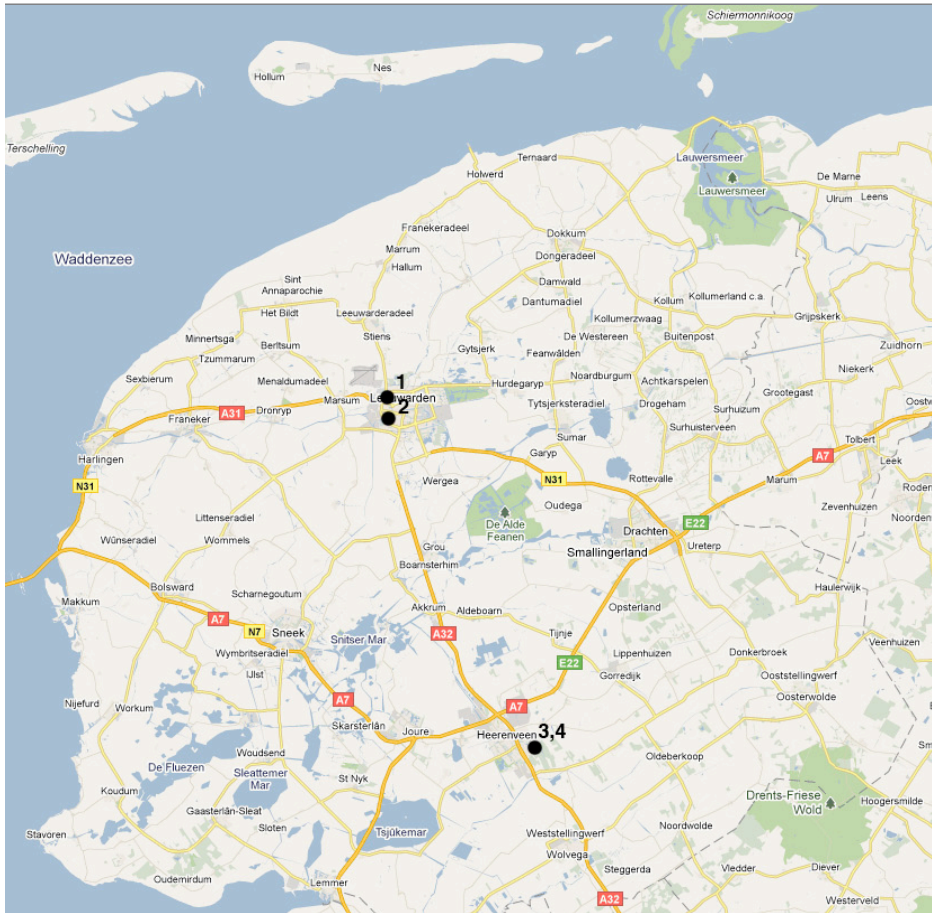 Schiermonnikoog
Nes
Hollum
Terschelling
Ternaard
Lauwersmeer
Holwerd
Lauwersmeer
De Marne
Ulrum
Leens
Franekeradeel
Dokkum
Marrum
Dongeradeel
Waddenzee
Hallum
Sint
Annaparochie
Damwald
Dantumadiel
Kollum
Kollumerland c.a.
Het Bildt
Leeuwarderadeel
Kollumerzwaag
Grijpskerk
Minnertsga
Stiens
De Westereen
Buitenpost
Zuidhorn
Berltsum
Gytsjerk
Feanwâlden
Tzummarum
Niekerk
Sexbierum
Menaldumadeel
1
Hurdegaryp
Noardburgum
Achtkarspelen
Grootegast
Marsum
Leeuwarden
2
A31
Dronryp
Tytsjerksteradiel
Drogeham
Surhuzum
Franeker
Surhuisterveen
Sumar
Tolbert
Harlingen
Garyp
A7
Leek
N31
Wergea
N31
Rottevalle
Marum
Roden
Oudega
Zevenhuizen
Littenseradiel
De Alde
Feanen
E22
Wûnseradiel
Wommels
Drachten
Ureterp
Grou
Smallingerland
Boarnsterhim
Haulerwijk
Bolsward
Scharnegoutum
Makkum
Akkrum
Aldeboarn
Opsterland
A7
N7
Sneek
Snitser Mar
A32
Tijnje
Veenhuizen
Wymbritseradiel
Lippenhuizen
Donkerbroek
E22
IJlst
Gorredijk
Ooststellingwerf
A7
Oosterwolde
Nijefurd
Workum
A7
Skarsterlân
Joure
3,4
Heerenveen
Woudsend
Oldeberkoop
De Fluezen
Sleattemer
Mar
St Nyk
Koudum
Drents-Friese
Wold
Hoogersmilde
Gaasterlân-Sleat
Sloten
Noordwolde
Stavoren
Tsjûkemar
Weststellingwerf
Wolvega
Steggerda
Vledder
Diever
Oudemirdum
Lemmer
A32
Westerveld